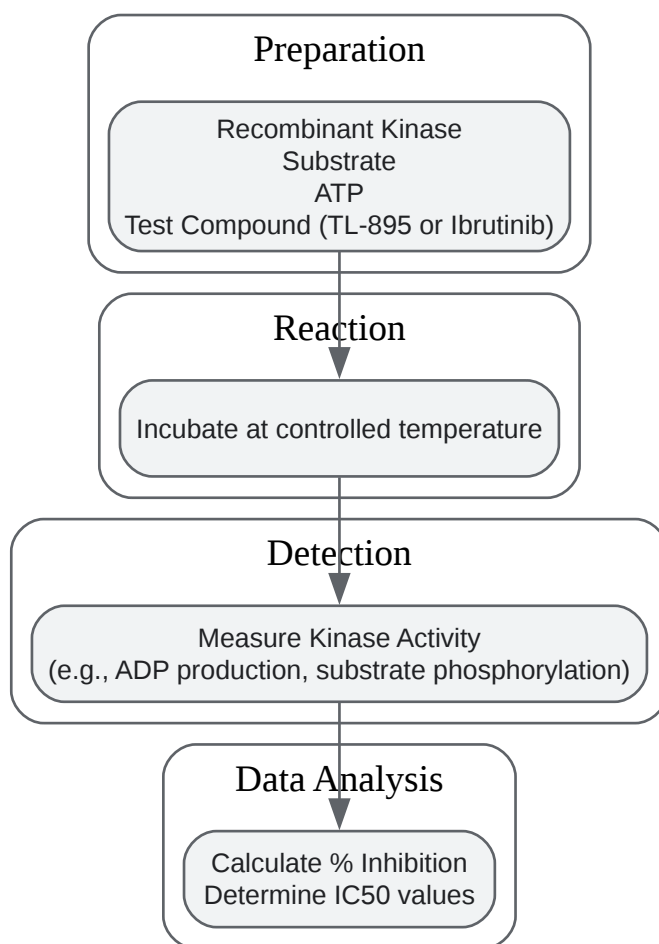 Preparation
Recombinant Kinase
Substrate
ATP
Test Compound (TL-895 or Ibrutinib)
Reaction
Incubate at controlled temperature
Detection
Measure Kinase Activity
(e.g., ADP production, substrate phosphorylation)
Data Analysis
Calculate % Inhibition
Determine IC50 values